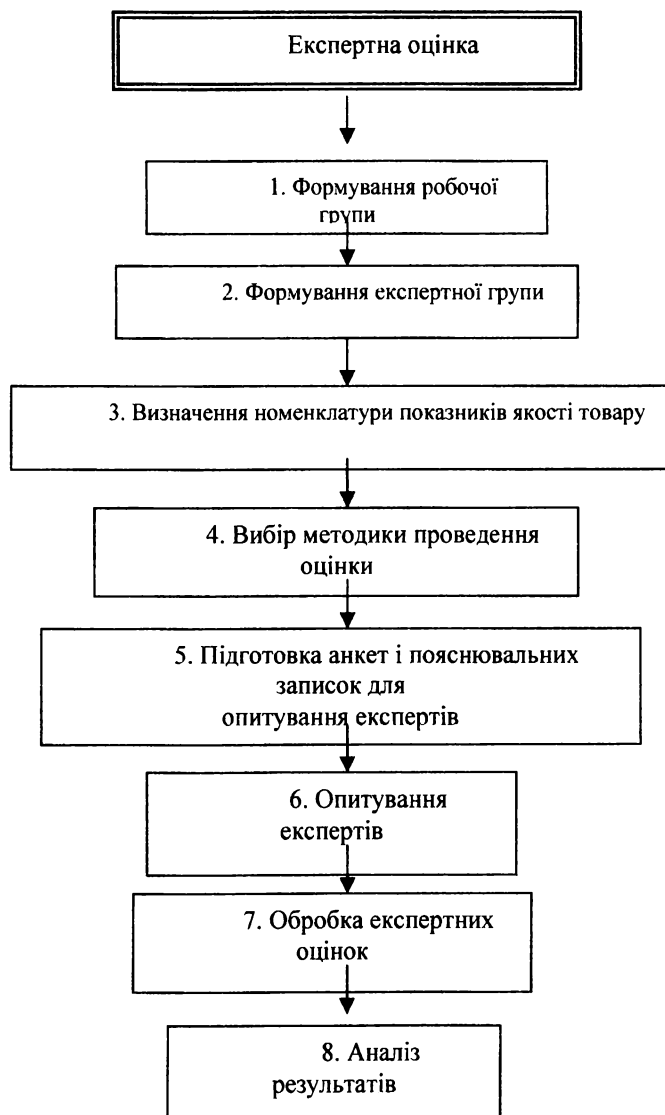 Експертна оцінка
1. Формування робочої
групи
2. Формування експертної групи
3. Визначення номенклатури показників якості товару
4. Вибір методики проведення
оцінки
5. Підготовка анкет і пояснювальних
записок для
опитування експертів
6. Опитування
експертів
7. Обробка експертних
оцінок
8. Аналіз
результатів